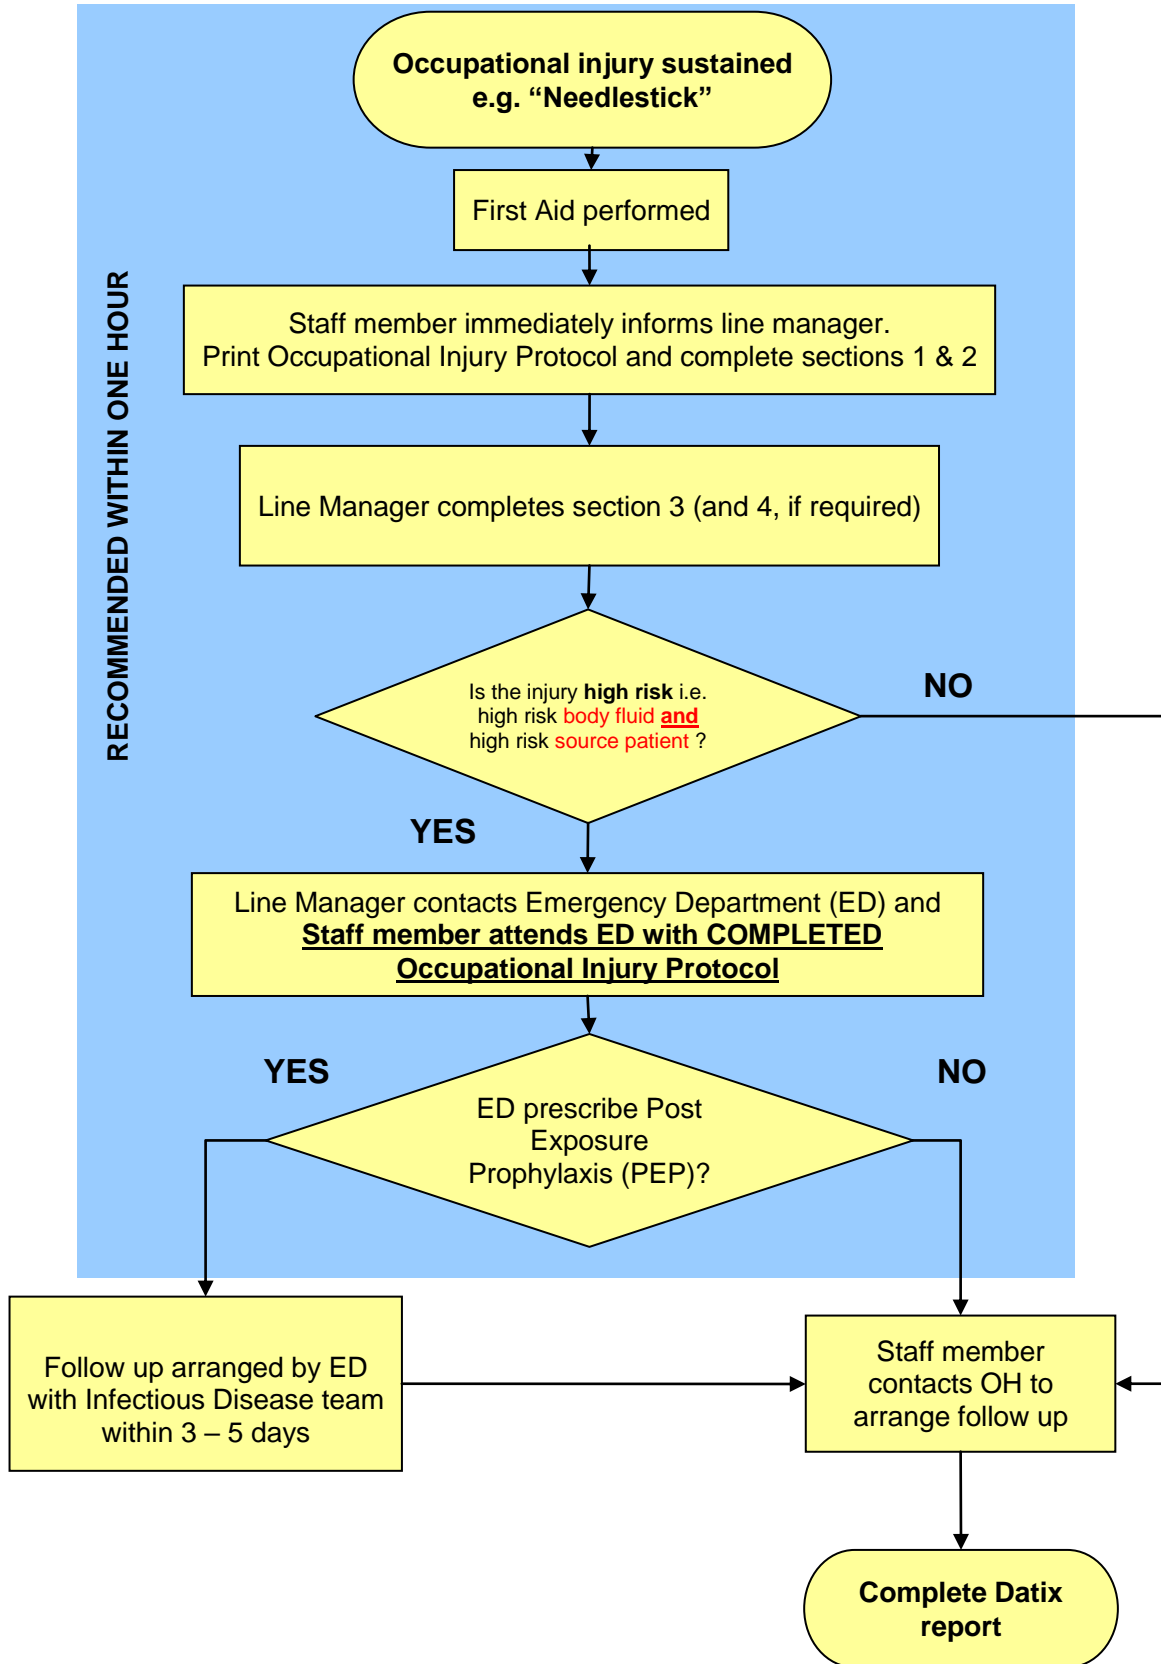 Occupational injury sustained
e.g. “Needlestick”
First Aid performed
RECOMMENDED WITHIN ONE HOUR
Staff member immediately informs line manager.
Print Occupational Injury Protocol and complete sections 1 & 2
Line Manager completes section 3 (and 4, if required)
Is the injury high risk i.e.
high risk body fluid and
high risk source patient ?
NO
YES
Line Manager contacts Emergency Department (ED) and
Staff member attends ED with COMPLETED
Occupational Injury Protocol
YES
NO
ED prescribe Post
Exposure
Prophylaxis (PEP)?
Follow up arranged by ED
with Infectious Disease team
within 3 – 5 days
Staff member
contacts OH to
arrange follow up
Complete Datix
report